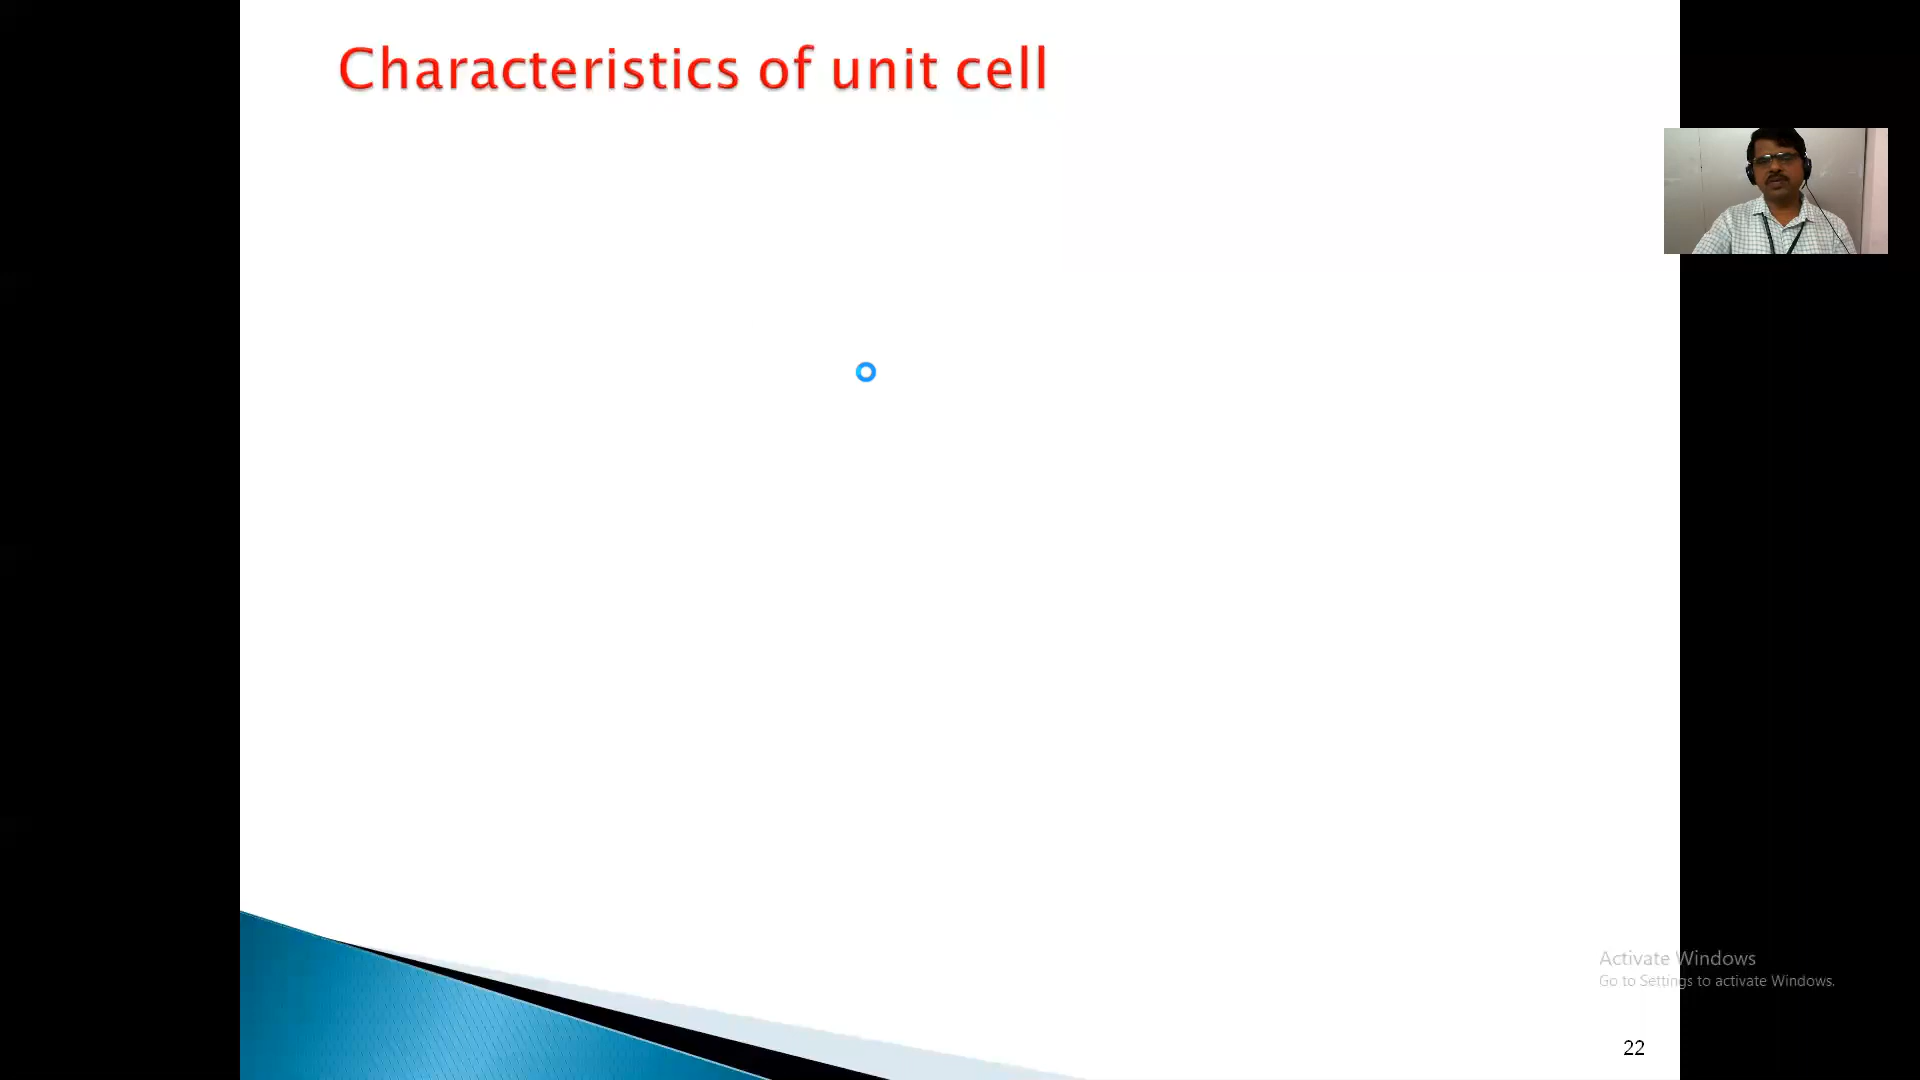 Characteristics of unit cell
Activate Windows
Go to Settings to activate Windows.
22